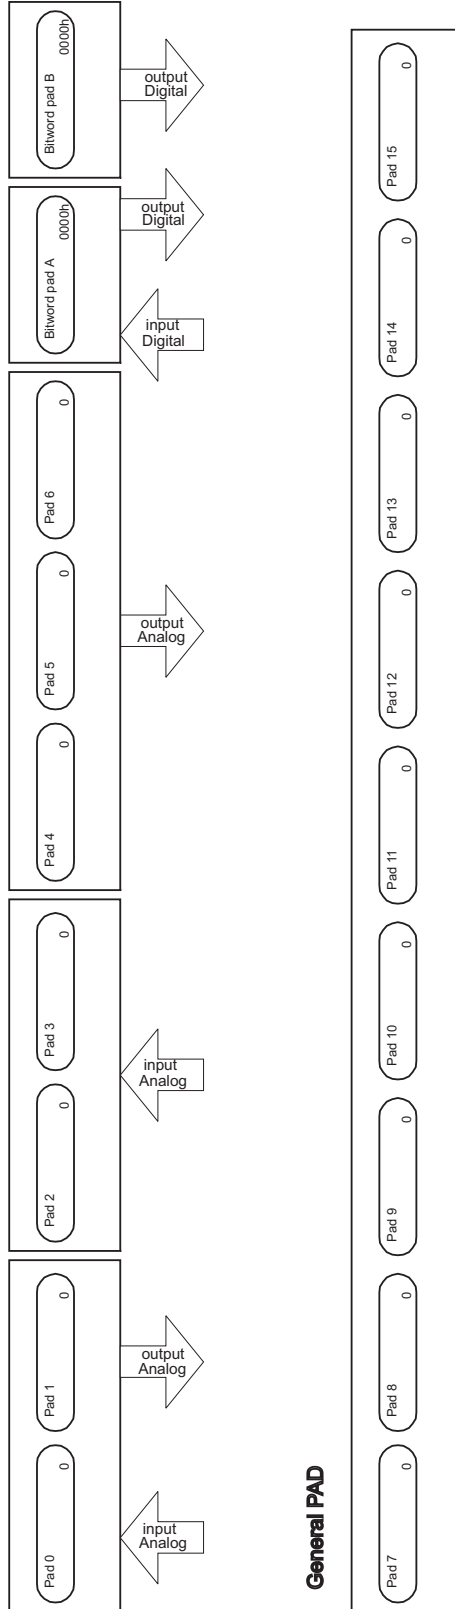 Pad 0
0
Pad 1
0
Pad 2
0
Pad 3
0
Pad 4
0
Pad 5
0
Pad 6
0
Bitword pad A
0000h
Bitword pad B
0000h
input
Analog
output
Analog
input
Analog
output
Analog
input
Digital
output
Digital
output
Digital
General PAD
Pad 7
0
Pad 8
0
Pad 9
0
Pad 10
0
Pad 11
0
Pad 12
0
Pad 13
0
Pad 14
0
Pad 15
0